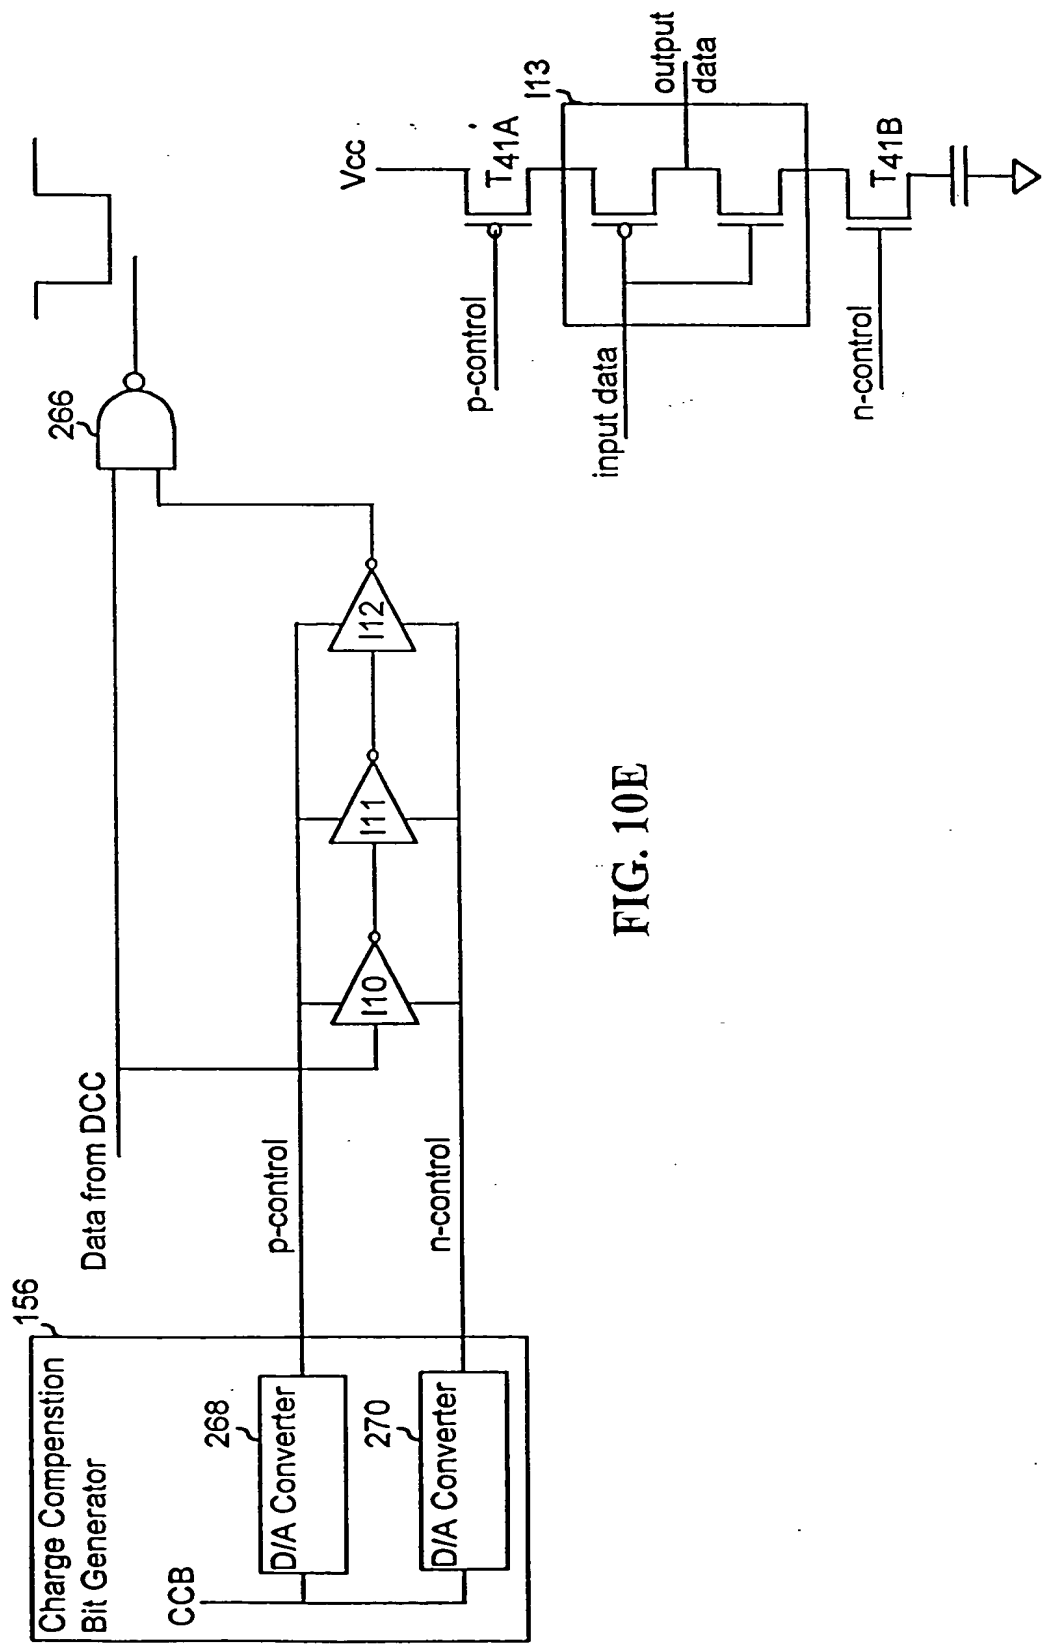 156
Charge Compenstion
Bit Generator
CCB
268
D/A Converter
270
D/A Converter
Data from DCC
p-control
n-control
I10
I11
I12
266
p-control
input data
n-control
Vcc
T41A
I13
output
data
T41B
FIG. 10E